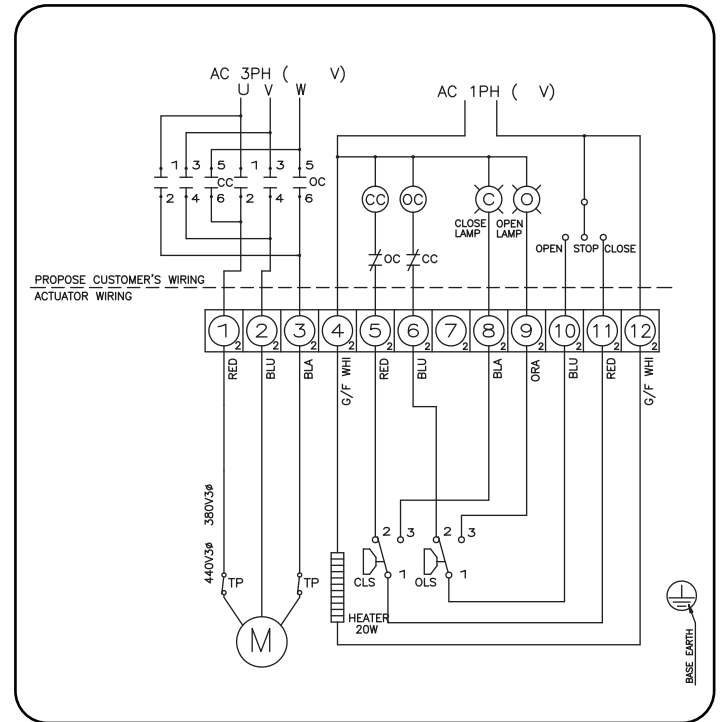 AC 3PH ( V)
U V W
AC 1PH ( V)
1 3 5 1 3 5
CC OC
2 4 6 2 4 6
CC OC C O
CLOSE LAMP
OPEN LAMP
OPEN STOP CLOSE
OC CC
PROPOSE CUSTOMER'S WIRING
ACTUATOR WIRING
1 2 3 4 5 6 7 8 9 10 11 12
2 2 2 2 2 2 2 2 2 2 2 2
RED BLU BLA G/F WHI RED BLU BLA ORA BLU RED G/F WHI
380V3ø
440V3ø
TP TP
M
HEATER
20W
2 3
CLS
1
2 3
OLS
1
BASE EARTH